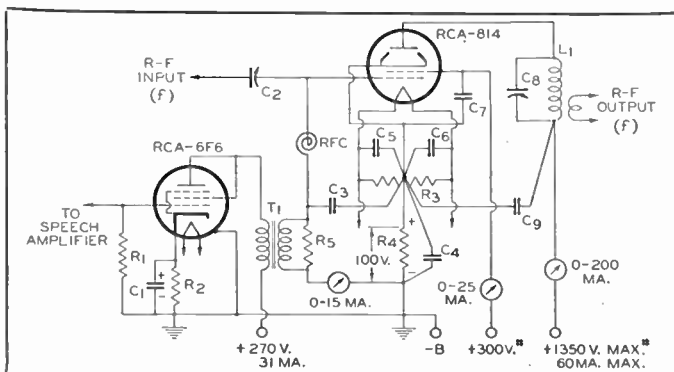 RCA-814
L1
R-F
INPUT
(f)
C2
C8
R-F
OUTPUT
(f)
C7
RCA-6F6
RFC
C5
C6
TO
SPEECH
AMPLIFIER
T1
C3
R3
C9
R1
C1
+
-
R2
R5
R4
+
100V.
-
C4
0-15 MA.
0-25
MA.
0-200
MA.
+270 V.
31 MA.
-B
+300V.#
+1350 V. MAX.#
60MA. MAX.